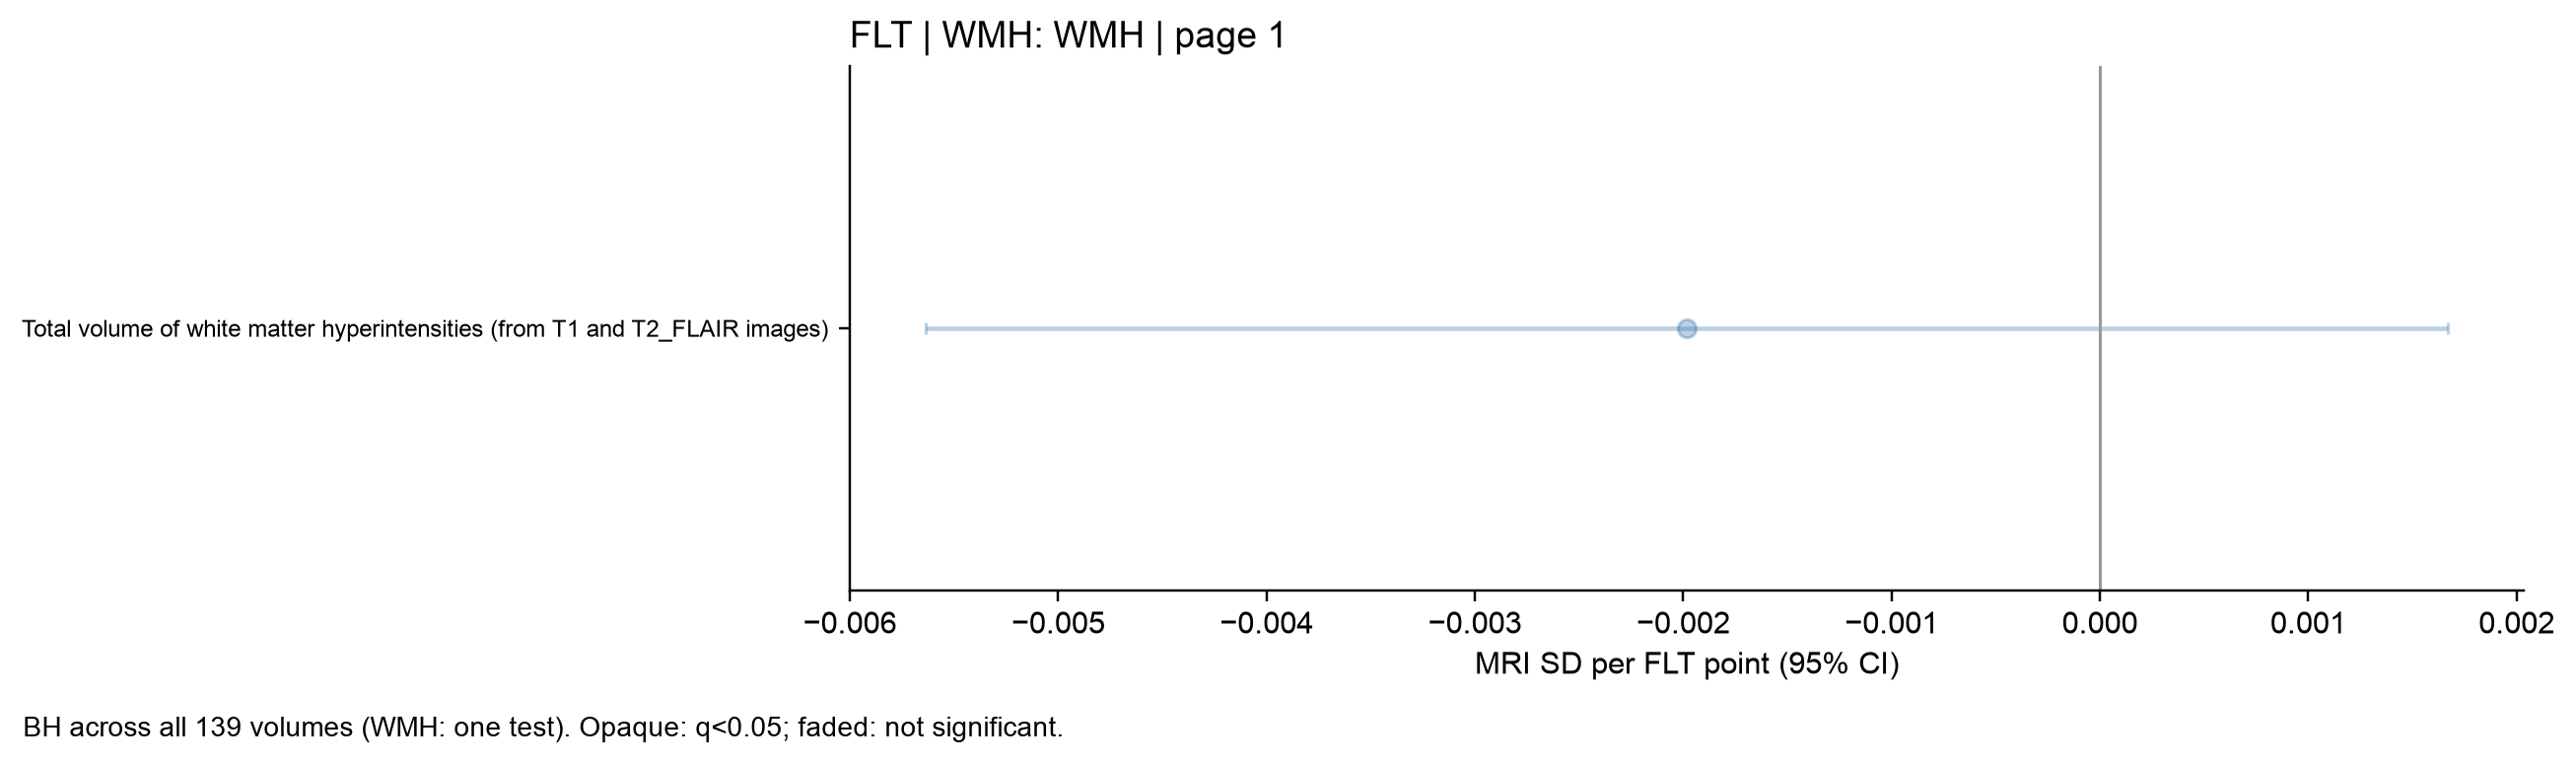 FLT | WMH: WMH | page 1
Total volume of white matter hyperintensities (from T1 and T2_FLAIR images)
−0.006 −0.005 −0.004 −0.003 −0.002 −0.001 0.000 0.001 0.002
MRI SD per FLT point (95% CI)
BH across all 139 volumes (WMH: one test). Opaque: q<0.05; faded: not significant.